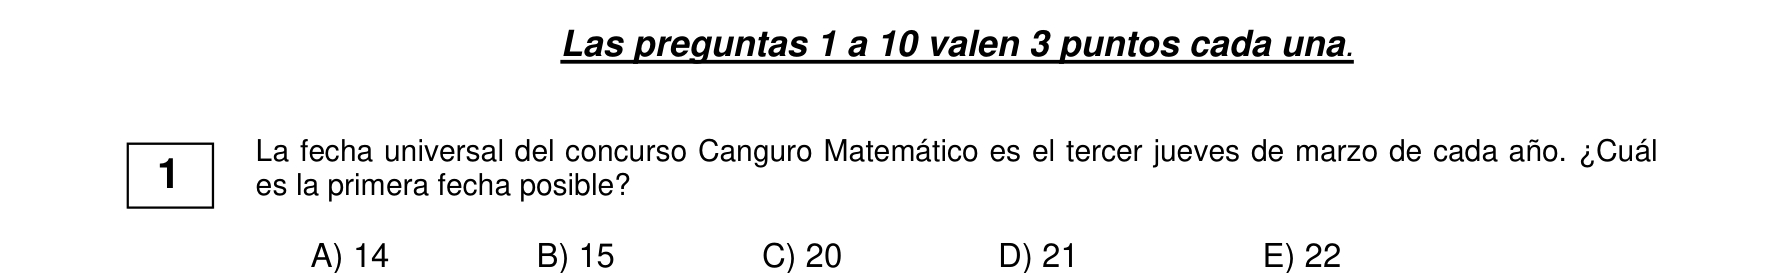 Las preguntas 1 a 10 valen 3 puntos cada una.
1
La fecha universal del concurso Canguro Matemático es el tercer jueves de marzo de cada año. ¿Cuál
es la primera fecha posible?
A) 14 B) 15 C) 20 D) 21 E) 22